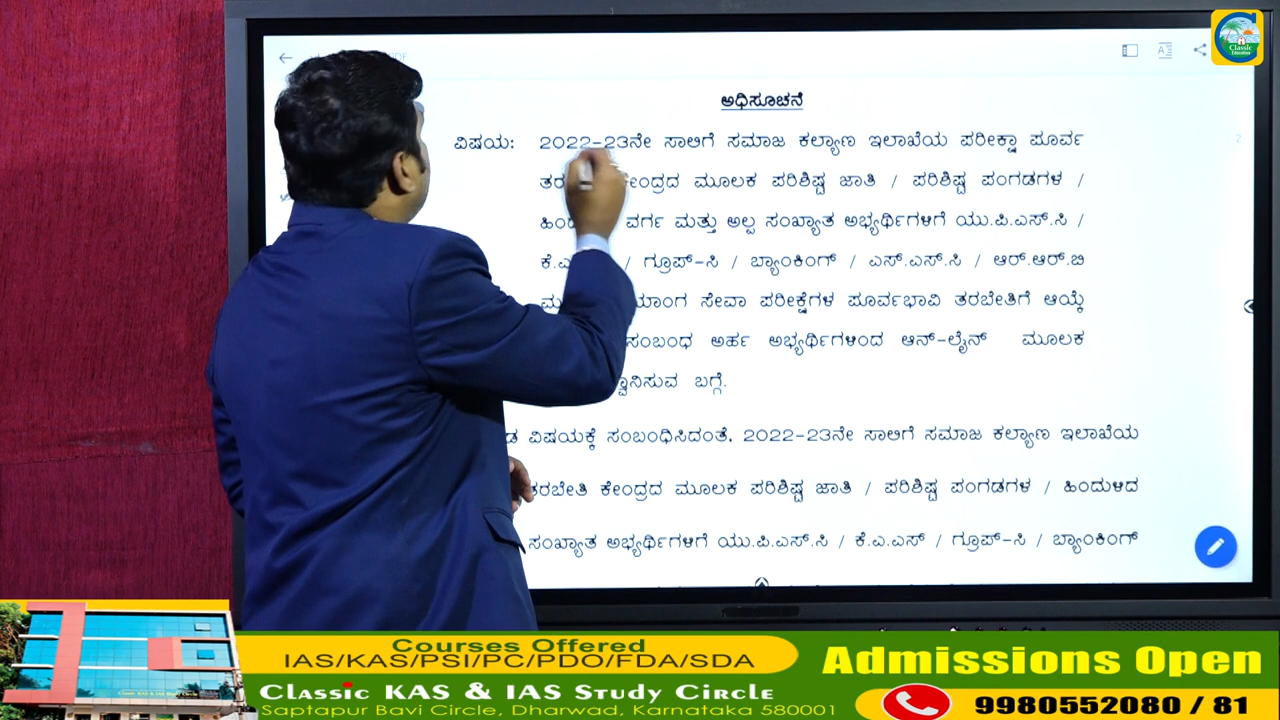 Classic
Education
ಅಧಿಸೂಚನೆ
ವಿಷಯ: 2022-23ನೇ ಸಾಲಿಗೆ ಸಮಾಜ ಕಲ್ಯಾಣ ಇಲಾಖೆಯ ಪರೀಕ್ಷಾ ಪೂರ್ವ
ಮೂಲಕ ಪರಿಶಿಷ್ಟ ಜಾತಿ / ಪರಿಶಿಷ್ಟ ಪಂಗಡಗಳ /
ವರ್ಗ ಮತ್ತು ಅಲ್ಪ ಸಂಖ್ಯಾತ ಅಭ್ಯರ್ಥಿಗಳಿಗೆ ಯು.ಪಿ.ಎಸ್.ಸಿ /
/ ಗ್ರೂಪ್-ಸಿ / ಬ್ಯಾಂಕಿಂಗ್ / ಎಸ್.ಎಸ್.ಸಿ / ಆರ್.ಆರ್.ಬಿ
ಸೇವಾ ಪರೀಕ್ಷೆಗಳ ಪೂರ್ವಭಾವಿ ತರಬೇತಿಗೆ ಆಯ್ಕೆ
ಸಂಬಂಧ ಅರ್ಹ ಅಭ್ಯರ್ಥಿಗಳಿಂದ ಆನ್-ಲೈನ್ ಮೂಲಕ
ಬಗ್ಗೆ.
ವಿಷಯಕ್ಕೆ ಸಂಬಂಧಿಸಿದಂತೆ, 2022-23ನೇ ಸಾಲಿಗೆ ಸಮಾಜ ಕಲ್ಯಾಣ ಇಲಾಖೆಯ
ತರಬೇತಿ ಕೇಂದ್ರದ ಮೂಲಕ ಪರಿಶಿಷ್ಟ ಜಾತಿ / ಪರಿಶಿಷ್ಟ ಪಂಗಡಗಳ / ಹಿಂದುಳಿದ
ಸಂಖ್ಯಾತ ಅಭ್ಯರ್ಥಿಗಳಿಗೆ ಯು.ಪಿ.ಎಸ್.ಸಿ / ಕೆ.ಎ.ಎಸ್ / ಗ್ರೂಪ್-ಸಿ / ಬ್ಯಾಂಕಿಂಗ್
2
Courses Offered
IAS/KAS/PSI/PC/PDO/FDA/SDA
Classic KAS & IAS Study Circle
Saptapur Bavi Circle, Dharwad, Karnataka 580001
Admissions Open
9980552080 / 81